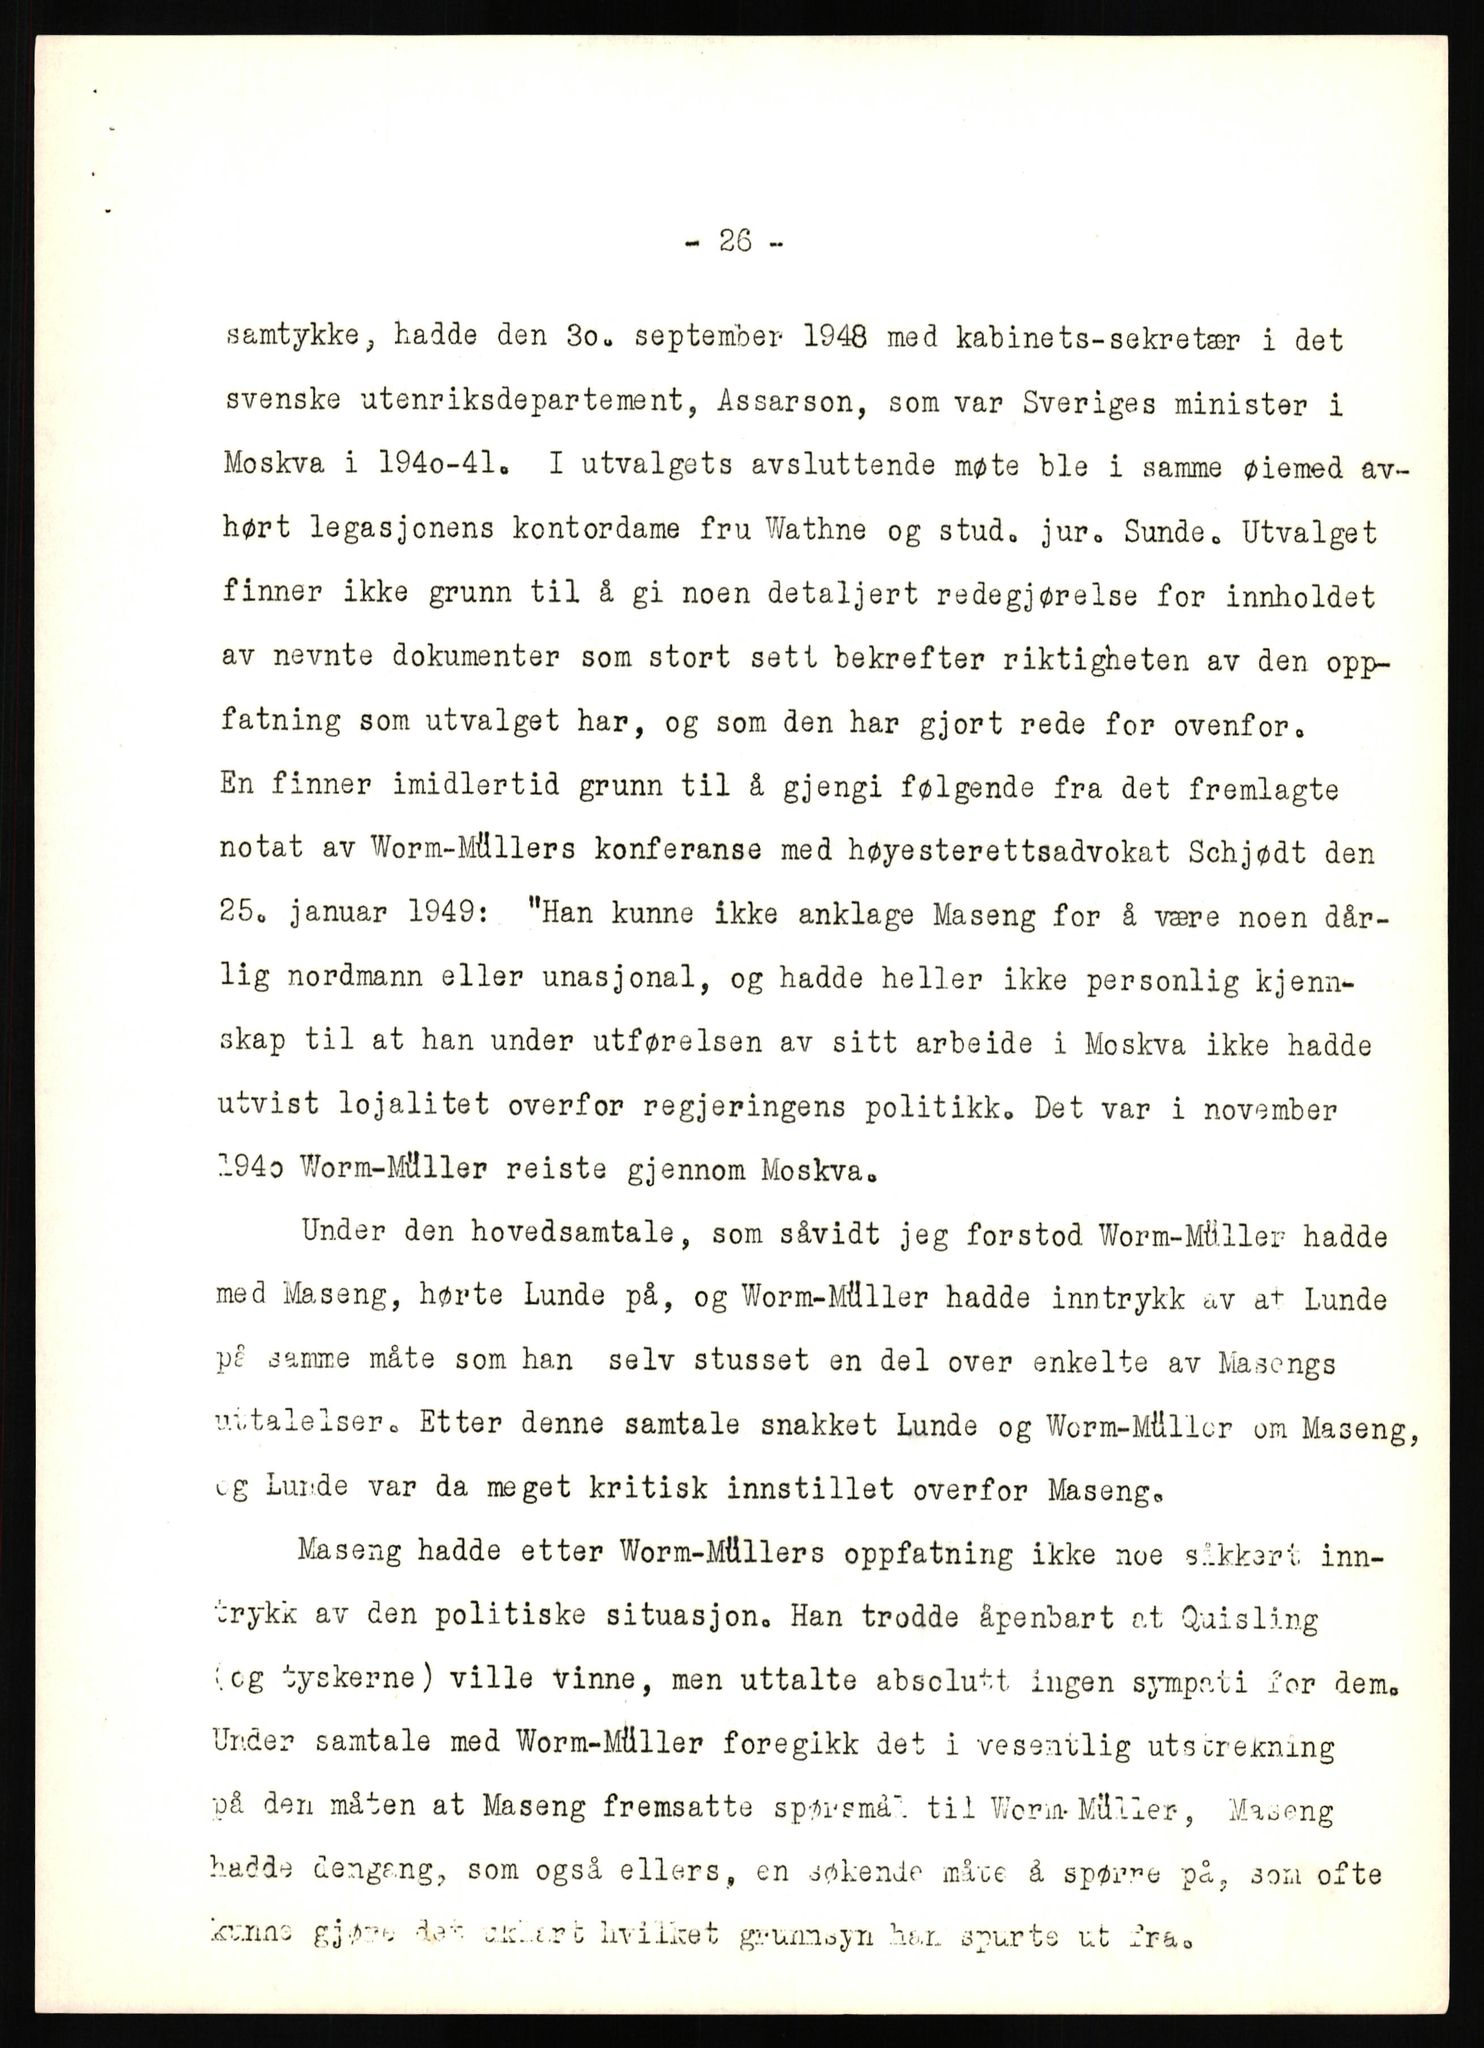 - 26 -
samtykke, hadde den 3o. september 1948 med kabinets-sekretær i det
svenske utenriksdepartement, Assarson, som var Sveriges minister i
Moskva i 194o-41. I utvalgets avsluttende møte ble i samme øiemed av-
hørt legasjonens kontordame fru Wathne og stud. jur. Sunde. Utvalget
finner ikke grunn til å gi noen detaljert redegjørelse for innholdet
av nevnte dokumenter som stort sett bekrefter riktigheten av den opp-
fatning som utvalget har, og som den har gjort rede for ovenfor.
En finner imidlertid grunn til å gjengi følgende fra det fremlagte
notat av Worm-Müllers konferanse med høyesterettsadvokat Schjødt den
25. januar 1949: "Han kunne ikke anklage Maseng for å være noen dår-
lig nordmann eller unasjonal, og hadde heller ikke personlig kjenn-
skap til at han under utførelsen av sitt arbeide i Moskva ikke hadde
utvist lojalitet overfor regjeringens politikk. Det var i november
194o Worm-Müller reiste gjennom Moskva.
Under den hovedsamtale, som såvidt jeg forstod Worm-Müller hadde
med Maseng, hørte Lunde på, og Worm-Müller hadde inntrykk av at Lunde
på samme måte som han selv stusset en del over enkelte av Masengs
uttalelser. Etter denne samtale snakket Lunde og Worm-Müller om Maseng,
og Lunde var da meget kritisk innstillet overfor Maseng.
Maseng hadde etter Worm-Müllers oppfatning ikke noe sikkert inn-
trykk av den politiske situasjon. Han trodde åpenbart at Quisling
(og tyskerne) ville vinne, men uttalte absolutt ingen sympati for dem.
Under samtale med Worm-Müller foregikk det i vesentlig utstrekning
på den måten at Maseng fremsatte spørsmål til Worm-Müller, Maseng
hadde dengang, som også ellers, en søkende måte å spørre på, som ofte
kunne gjøre det uklart hvilket grunnsyn han spurte ut fra.